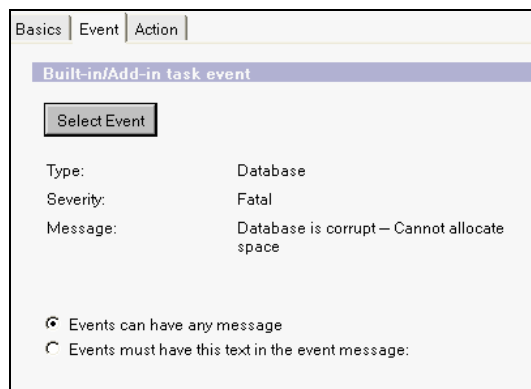 Basics Event Action
Built-in/Add-in task event
Select Event
Type: Database
Severity: Fatal
Message: Database is corrupt – Cannot allocate
space
Events can have any message
Events must have this text in the event message: